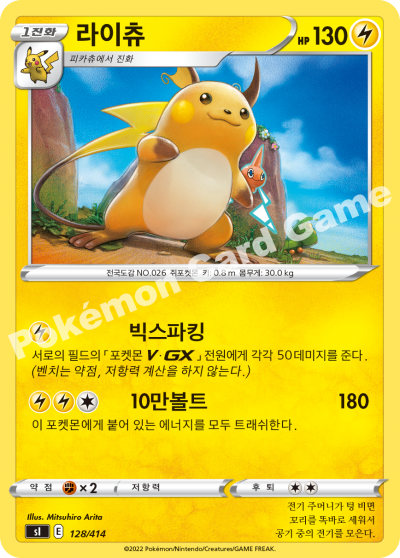 1진화
라이츄
HP 130
피카츄에서 진화
전국도감 NO.026 쥐포켓몬 키: 0.8 m 몸무게: 30.0 kg
Pokémon Card Game
빅스파킹
서로의 필드의 「포켓몬 V·GX」 전원에게 각각 50데미지를 준다.
(벤치는 약점, 저항력 계산을 하지 않는다.)
10만볼트 180
이 포켓몬에게 붙어 있는 에너지를 모두 트래쉬한다.
약점 ×2 저항력 후퇴
Illus. Mitsuhiro Arita
sI E 128/414
전기 주머니가 텅 비면
꼬리를 똑바로 세워서
공기 중의 전기를 모은다.
©2022 Pokémon/Nintendo/Creatures/GAME FREAK.